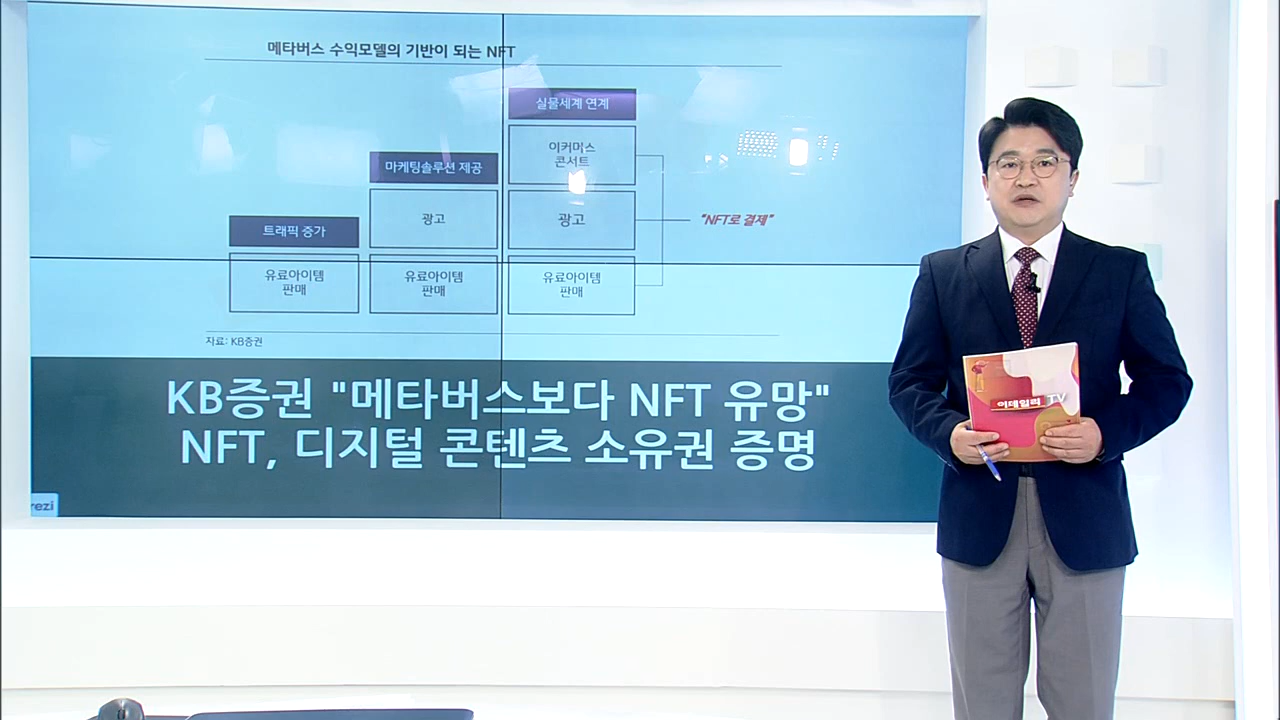 메타버스 수익모델의 기반이 되는 NFT
실물세계 연계
이커머스
콘서트
마케팅솔루션 제공
광고
광고
"NFT로 결제"
트래픽 증가
유료아이템
판매
유료아이템
판매
유료아이템
판매
자료: KB증권
KB증권 "메타버스보다 NFT 유망"
NFT, 디지털 콘텐츠 소유권 증명
rezi
이데일리 TV